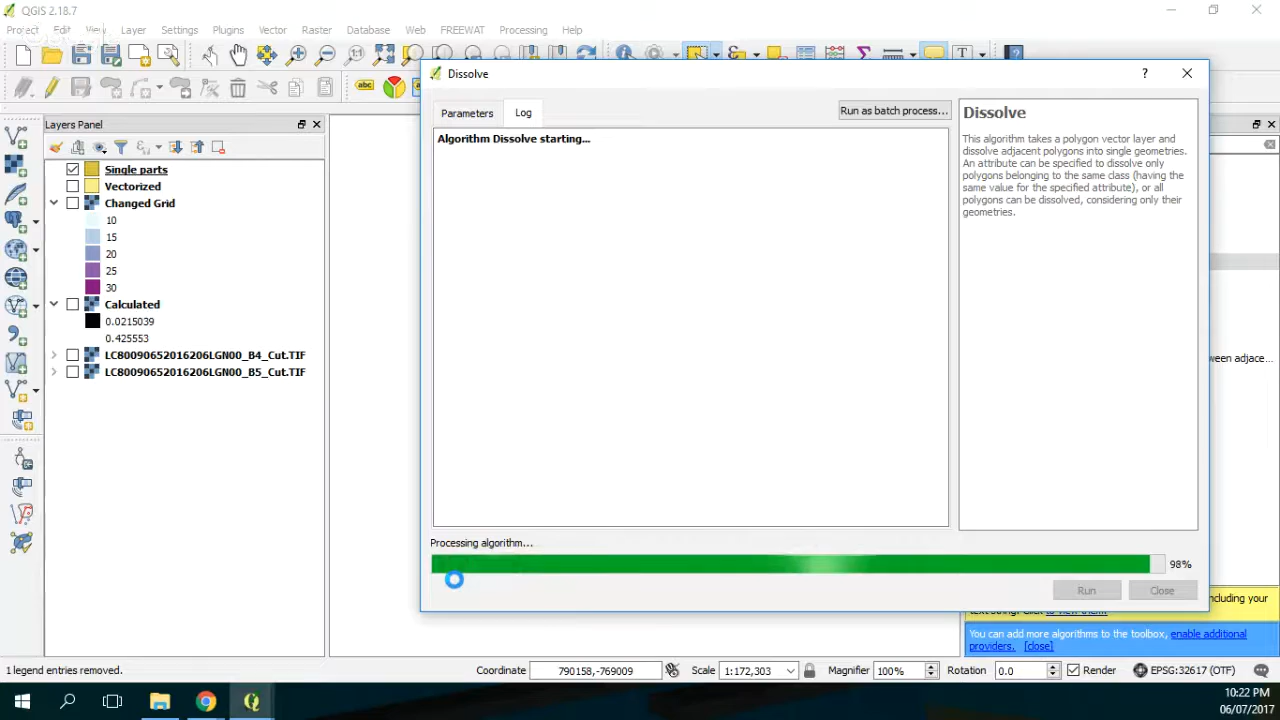 QGIS 2.18.7
Project Edit View Layer Settings Plugins Vector Raster Database Web FREEWAT Processing Help
Dissolve
Layers Panel
Single parts
Vectorized
Changed Grid
10
15
20
25
30
Calculated
0.0215039
0.425553
LC80090652016206LGN00_B4_Cut.TIF
LC80090652016206LGN00_B5_Cut.TIF
Parameters Log
Run as batch process...
Algorithm Dissolve starting...
Dissolve
This algorithm takes a polygon vector layer and
dissolve adjacent polygons into single geometries.
An attribute can be specified to dissolve only
polygons belonging to the same class (having the
same value for the specified attribute), or all
polygons can be dissolved, considering only their
geometries.
ween adjace...
Processing algorithm...
98%
Run Close
ncluding your
You can add more algorithms to the toolbox, enable additional
providers. [close]
1 legend entries removed.
Coordinate 790158,-769009 Scale 1:172,303 Magnifier 100% Rotation 0.0 Render EPSG:32617 (OTF)
10:22 PM
06/07/2017